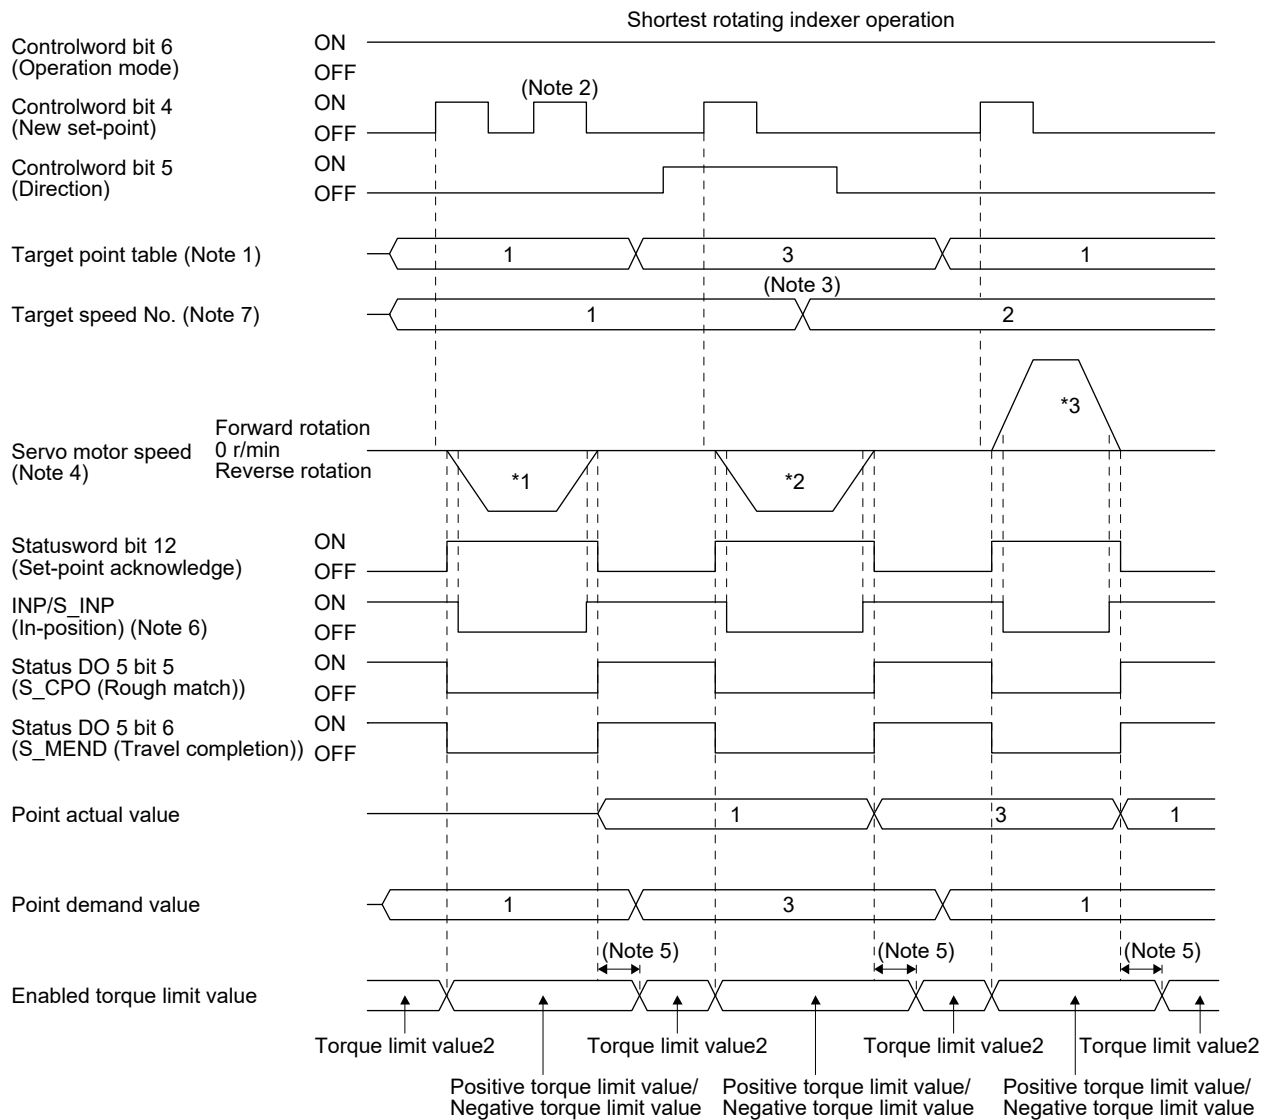 Shortest rotating indexer operation
Controlword bit 6
(Operation mode)
ON
OFF
Controlword bit 4
(New set-point)
ON
OFF
(Note 2)
Controlword bit 5
(Direction)
ON
OFF
Target point table (Note 1)
1
3
1
(Note 3)
Target speed No. (Note 7)
1
2
Servo motor speed
(Note 4)
Forward rotation
0 r/min
Reverse rotation
*1
*2
*3
Statusword bit 12
(Set-point acknowledge)
ON
OFF
INP/S_INP
(In-position) (Note 6)
ON
OFF
Status DO 5 bit 5
(S_CPO (Rough match))
ON
OFF
Status DO 5 bit 6
(S_MEND (Travel completion))
ON
OFF
Point actual value
1
3
1
Point demand value
1
3
1
(Note 5)
(Note 5)
(Note 5)
Enabled torque limit value
Torque limit value2
Torque limit value2
Torque limit value2
Torque limit value2
Positive torque limit value/
Negative torque limit value
Positive torque limit value/
Negative torque limit value
Positive torque limit value/
Negative torque limit value